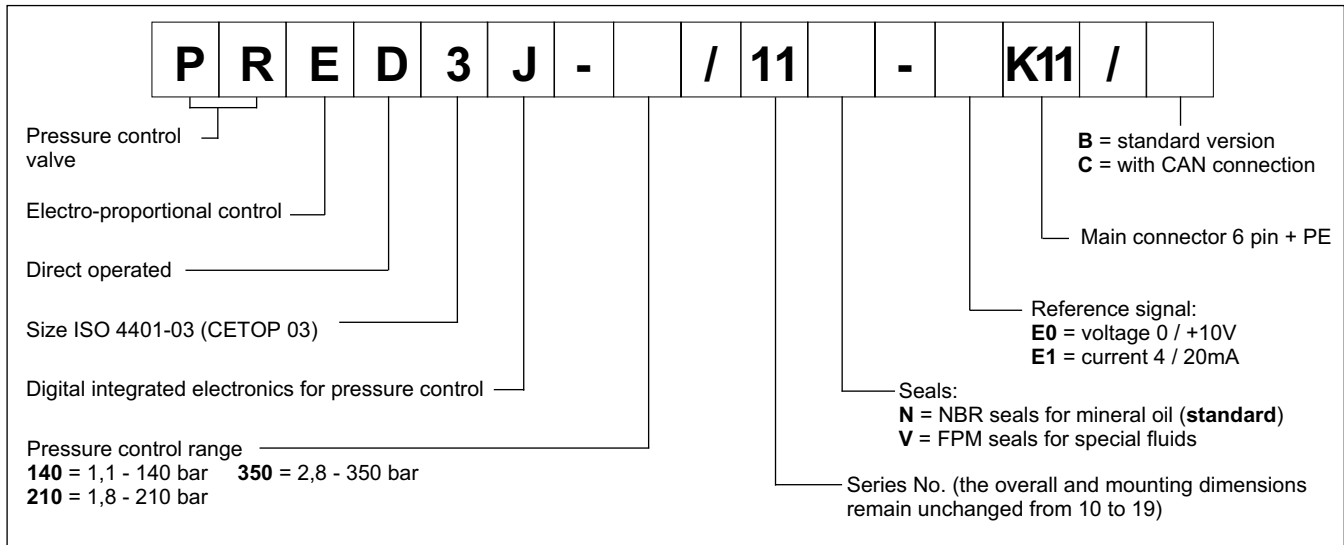 P R E D 3 J - / 11 - K11 /
Pressure control
valve
Electro-proportional control
Direct operated
Size ISO 4401-03 (CETOP 03)
Digital integrated electronics for pressure control
Pressure control range
140 = 1,1 - 140 bar 350 = 2,8 - 350 bar
210 = 1,8 - 210 bar
B = standard version
C = with CAN connection
Main connector 6 pin + PE
Reference signal:
E0 = voltage 0 / +10V
E1 = current 4 / 20mA
Seals:
N = NBR seals for mineral oil (standard)
V = FPM seals for special fluids
Series No. (the overall and mounting dimensions
remain unchanged from 10 to 19)